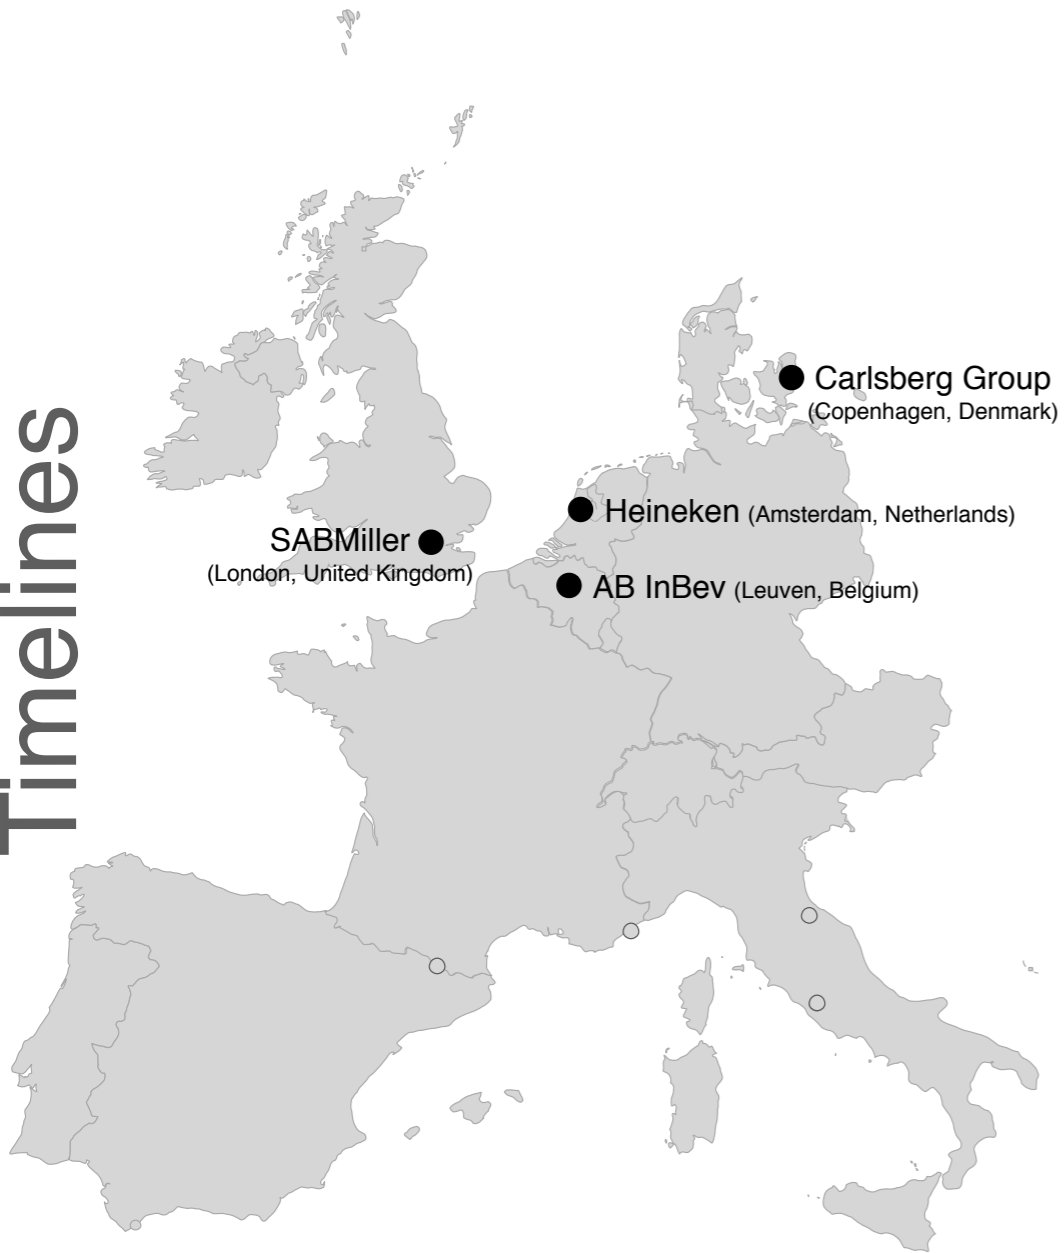 Timelines
Carlsberg Group
(Copenhagen, Denmark)
Heineken (Amsterdam, Netherlands)
SABMiller
(London, United Kingdom)
AB InBev (Leuven, Belgium)